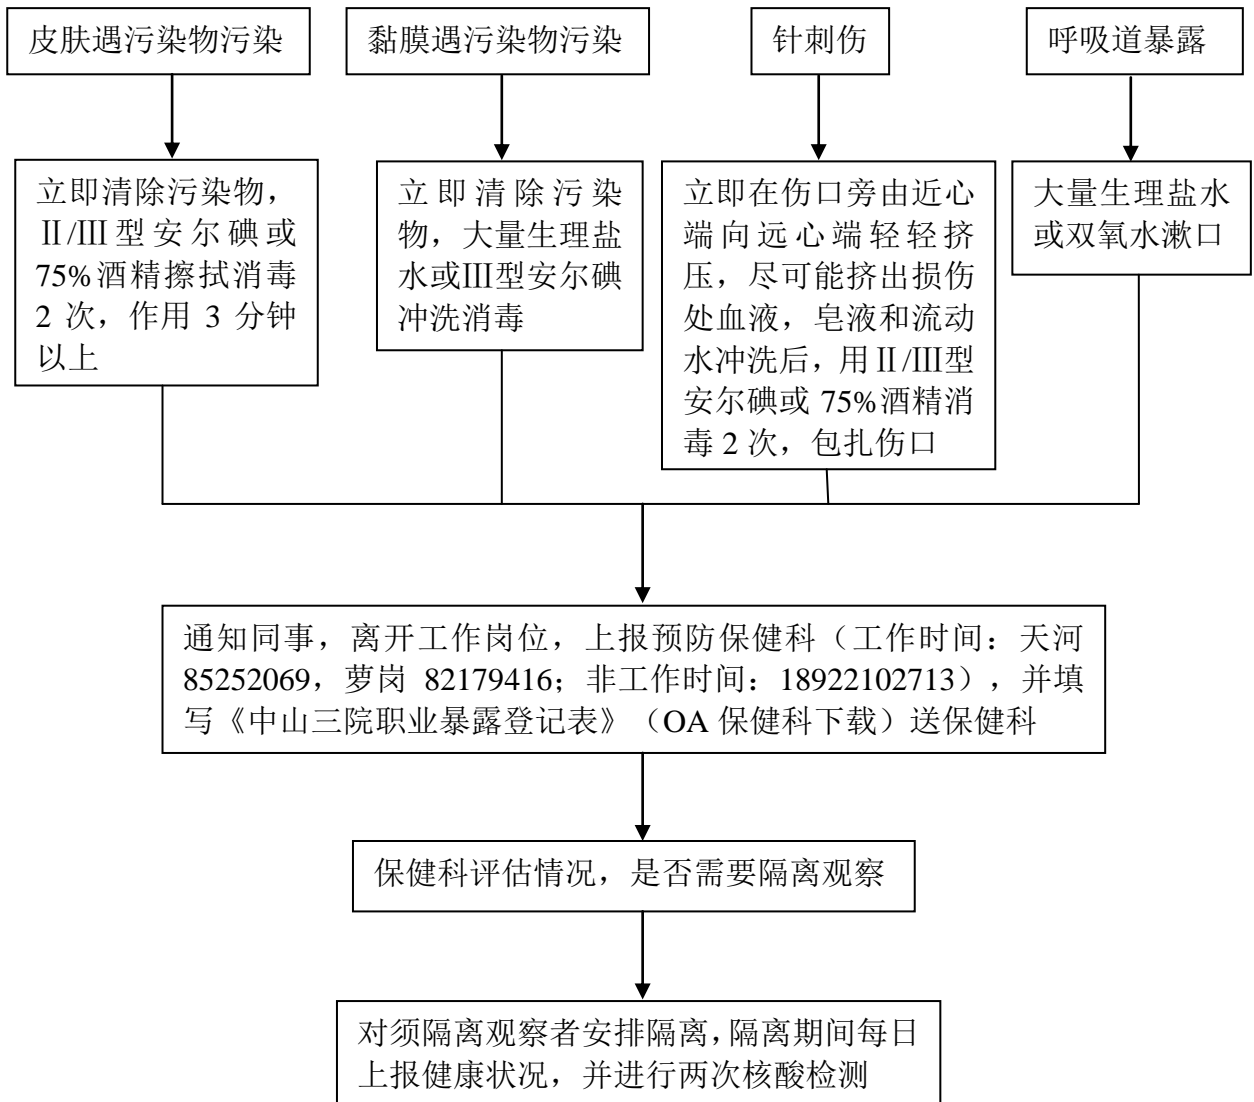 皮肤遇污染物污染
黏膜遇污染物污染
针刺伤
呼吸道暴露
立即清除污染物，
Ⅱ/Ⅲ型安尔碘或
75%酒精擦拭消毒
2 次，作用 3 分钟
以上
立即清除污染
物，大量生理盐
水或Ⅲ型安尔碘
冲洗消毒
立即在伤口旁由近心
端向远心端轻轻挤
压，尽可能挤出损伤
处血液，皂液和流动
水冲洗后，用Ⅱ/Ⅲ型
安尔碘或 75%酒精消
毒 2 次，包扎伤口
大量生理盐水
或双氧水漱口
通知同事，离开工作岗位，上报预防保健科（工作时间：天河
85252069，萝岗 82179416；非工作时间：18922102713），并填
写《中山三院职业暴露登记表》（OA 保健科下载）送保健科
保健科评估情况，是否需要隔离观察
对须隔离观察者安排隔离，隔离期间每日
上报健康状况，并进行两次核酸检测